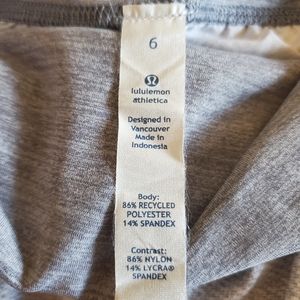 6
lululemon
athletica
Designed in
Vancouver
Made in
Indonesia
Body:
86% RECYCLED
POLYESTER
14% SPANDEX
Contrast:
86% NYLON
14% LYCRA®
SPANDEX